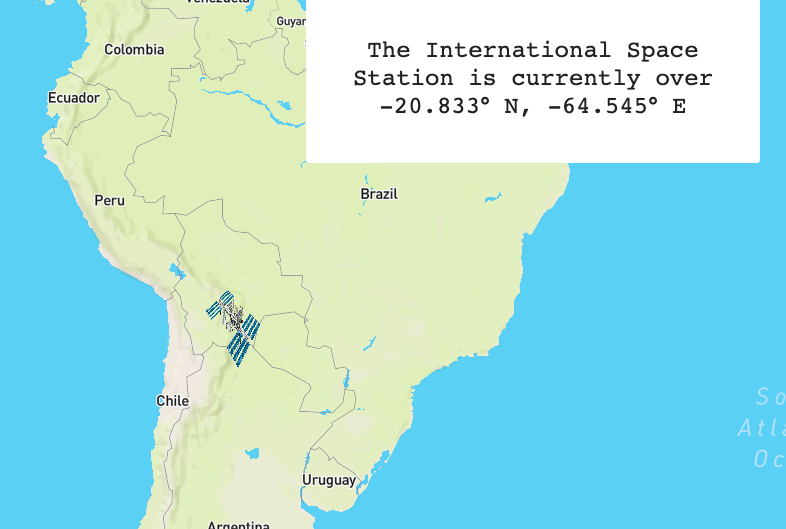 Venezuela
Guyan
Colombia
The International Space
Station is currently over
-20.833° N, -64.545° E
Ecuador
Brazil
Peru
Chile
So
Atla
Oc
Uruguay
Argentina